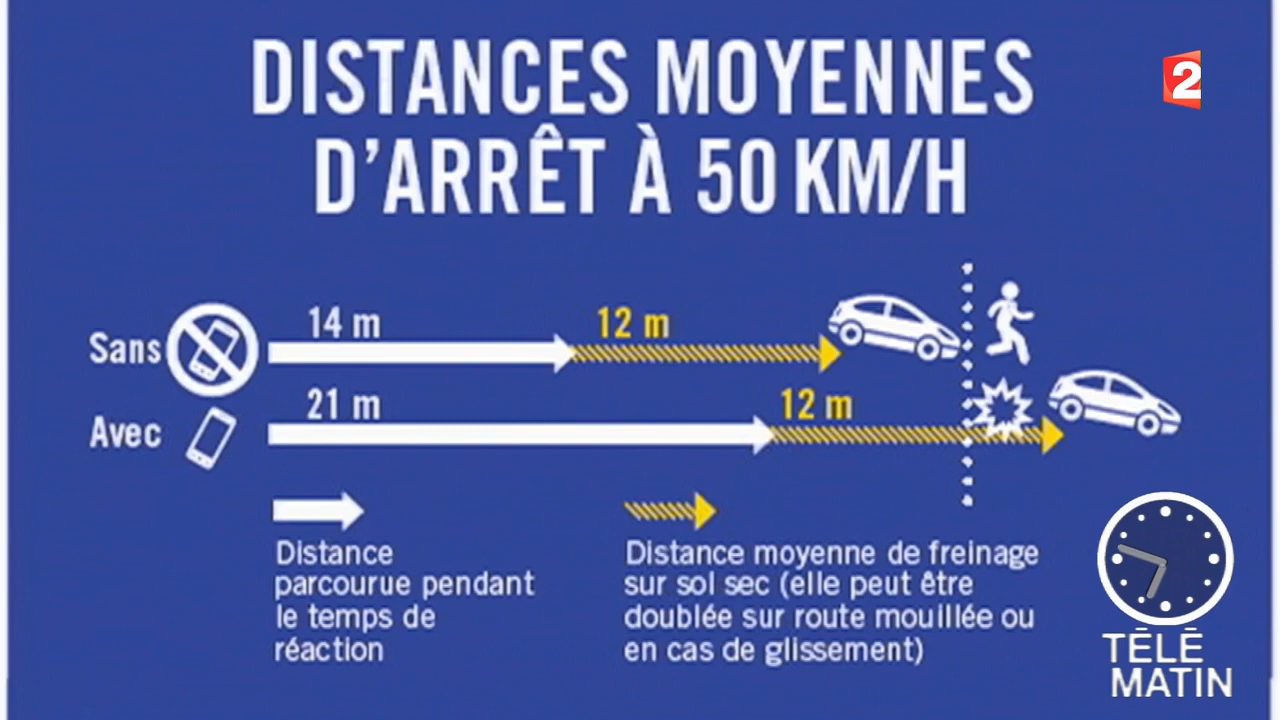 DISTANCES MOYENNES
D'ARRÊT À 50 KM/H
2
Sans
14 m
12 m
Avec
21 m
12 m
Distance
parcourue pendant
le temps de
réaction
Distance moyenne de freinage
sur sol sec (elle peut être
doublée sur route mouillée ou
en cas de glissement)
TÉLÉ
MATIN